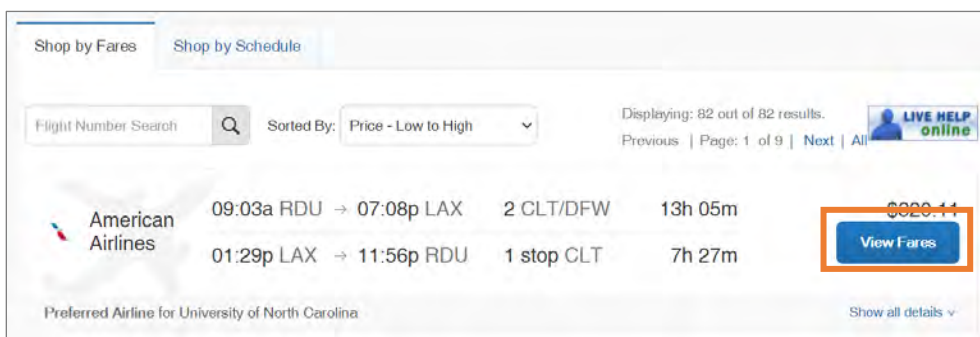 Shop by Fares Shop by Schedule
Flight Number Search Sorted By: Price - Low to High Displaying: 82 out of 82 results.
Previous | Page: 1 of 9 | Next | All
LIVE HELP
online
American Airlines
09:03a RDU → 07:08p LAX 2 CLT/DFW 13h 05m
01:29p LAX → 11:56p RDU 1 stop CLT 7h 27m
View Fares
Preferred Airline for University of North Carolina Show all details v